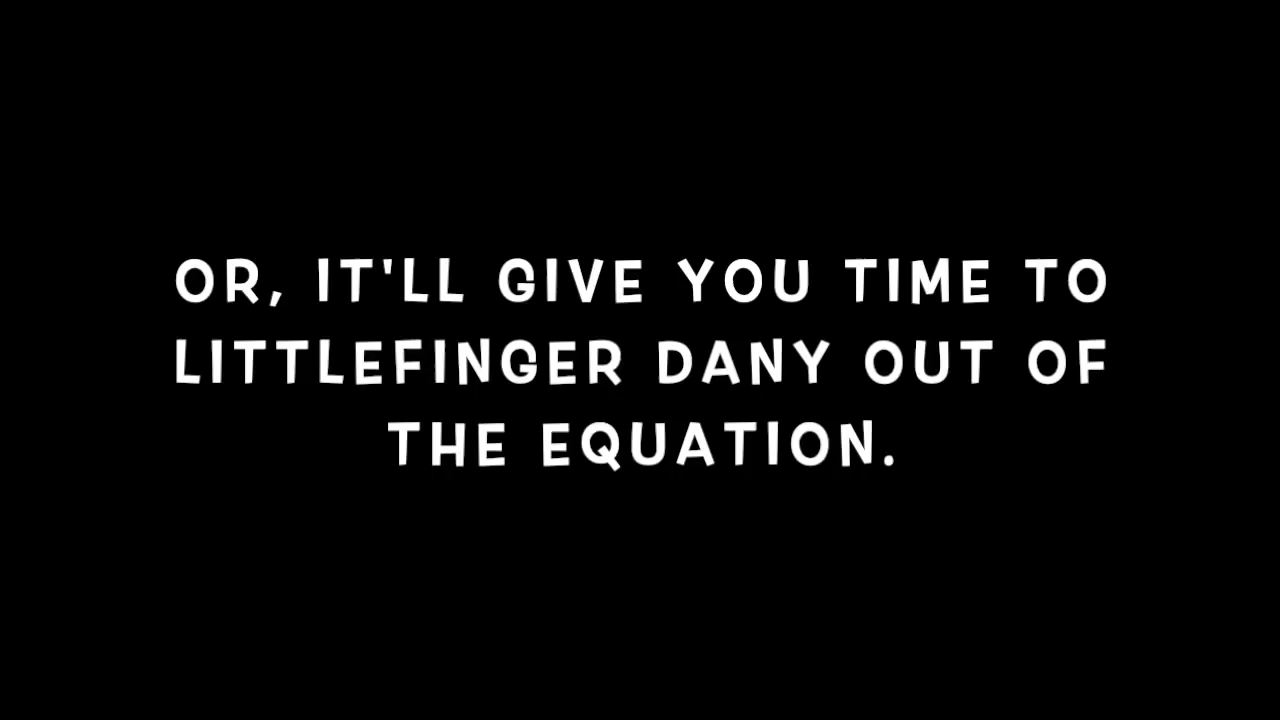 OR, IT'LL GIVE YOU TIME TO
LITTLEFINGER DANY OUT OF
THE EQUATION.